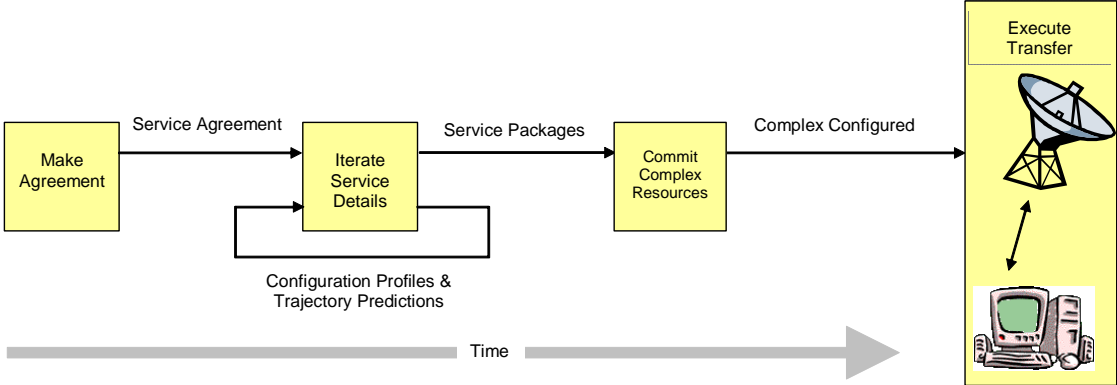 Execute
Transfer
Service Agreement
Service Packages
Complex Configured
Make
Agreement
Iterate
Service
Details
Commit
Complex
Resources
Configuration Profiles &
Trajectory Predictions
Time